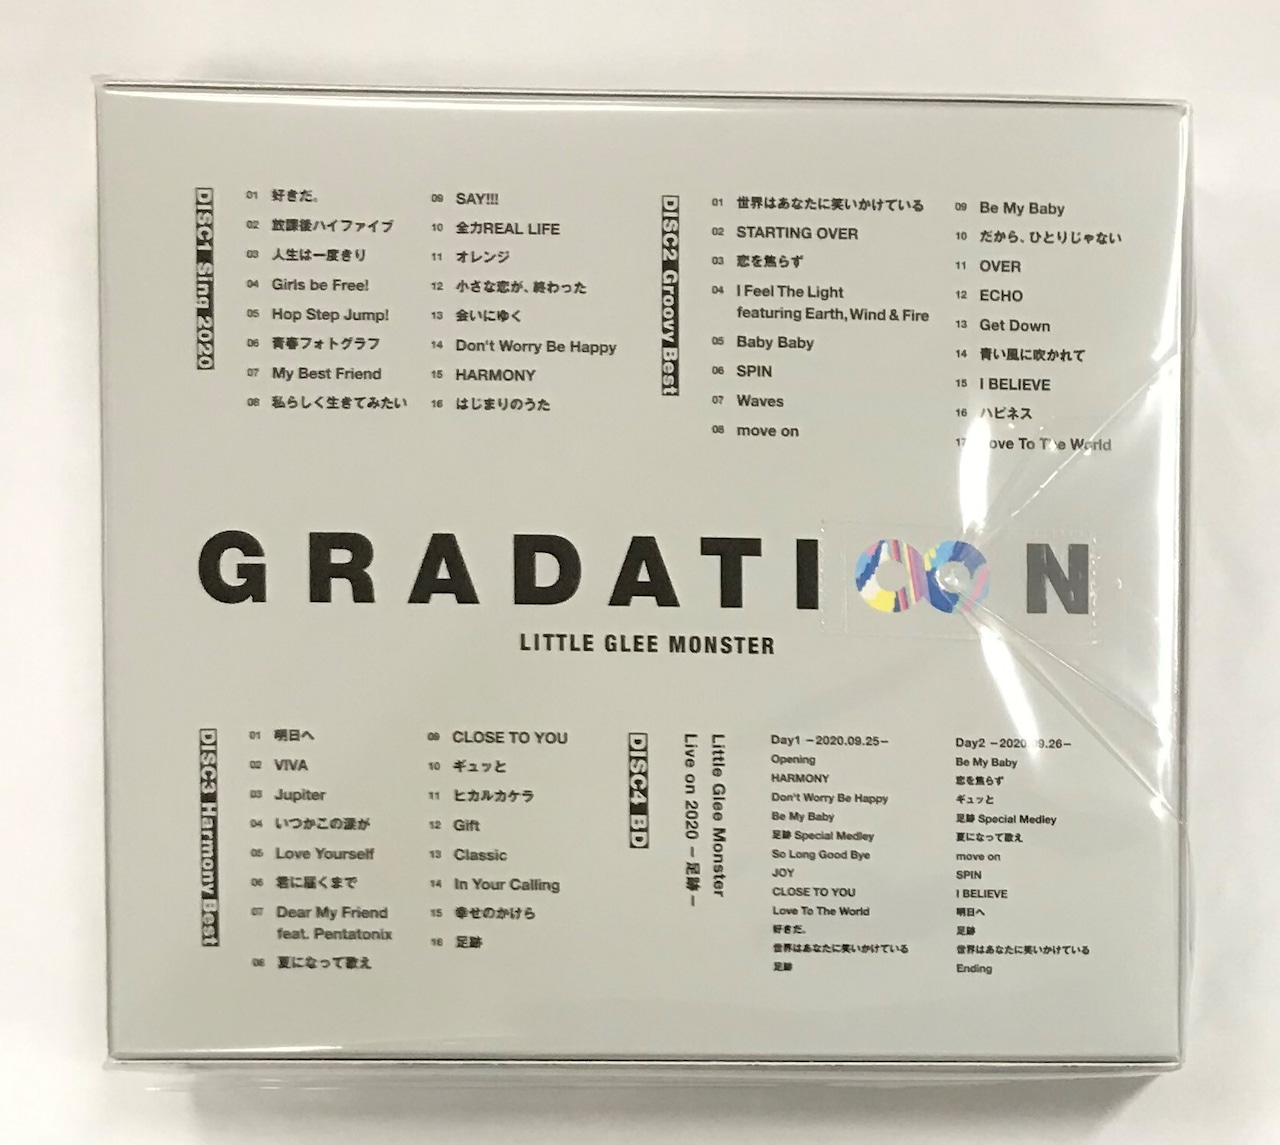 DISC1 Sing 2020
01 好きだ。
02 放課後ハイファイブ
03 人生は一度きり
04 Girls be Free!
05 Hop Step Jump!
06 青春フォトグラフ
07 My Best Friend
08 私らしく生きてみたい
09 SAY!!!
10 全力REAL LIFE
11 オレンジ
12 小さな恋が、終わった
13 会いにゆく
14 Don't Worry Be Happy
15 HARMONY
16 はじまりのうた
DISC2 Groovy Best
01 世界はあなたに笑いかけている
02 STARTING OVER
03 恋を焦らず
04 I Feel The Light
featuring Earth, Wind & Fire
05 Baby Baby
06 SPIN
07 Waves
08 move on
09 Be My Baby
10 だから、ひとりじゃない
11 OVER
12 ECHO
13 Get Down
14 青い風に吹かれて
15 I BELIEVE
16 ハピネス
17 Love To The World
GRADATI∞N
LITTLE GLEE MONSTER
DISC3 Harmony Best
01 明日へ
02 VIVA
03 Jupiter
04 いつかこの涙が
05 Love Yourself
06 君に届くまで
07 Dear My Friend
feat. Pentatonix
08 夏になって歌え
09 CLOSE TO YOU
10 ギュッと
11 ヒカルカケラ
12 Gift
13 Classic
14 In Your Calling
15 幸せのかけら
16 足跡
DISC4 BD
Little Glee Monster
Live on 2020 －足跡－
Day1 −2020.09.25−
Opening
HARMONY
Don't Worry Be Happy
Be My Baby
足跡 Special Medley
So Long Good Bye
JOY
CLOSE TO YOU
Love To The World
好きだ。
世界はあなたに笑いかけている
足跡
Day2 −2020.09.26−
Be My Baby
恋を焦らず
ギュッと
足跡 Special Medley
夏になって歌え
move on
SPIN
I BELIEVE
明日へ
足跡
世界はあなたに笑いかけている
Ending